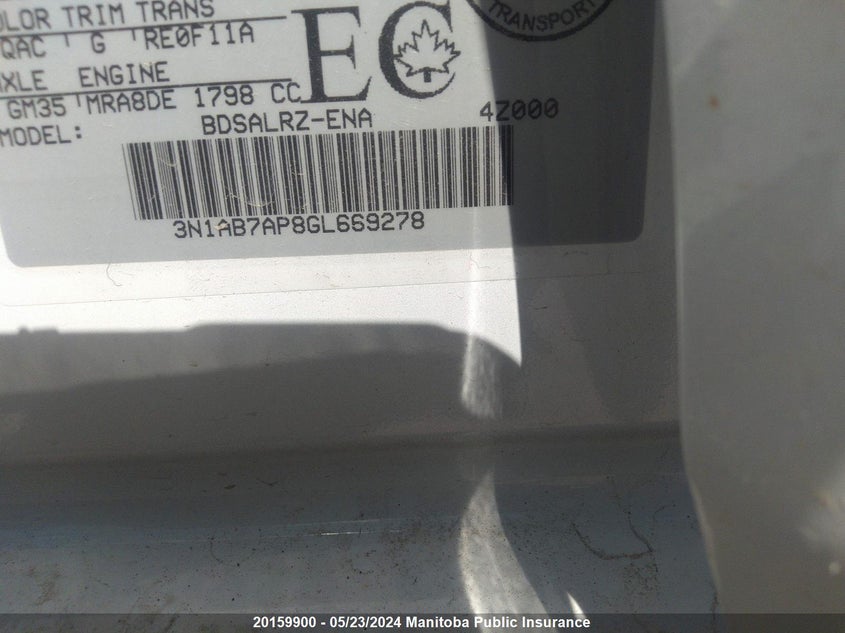 OLOR TRIM TRANS
QAC G RE0F11A
XLE ENGINE
GM35 MRA8DE 1798 CC
EC
TRANSPORT
MODEL: BDSALRZ-ENA 4Z000
3N1AB7AP8GL669278
20159900 - 05/23/2024 Manitoba Public Insurance